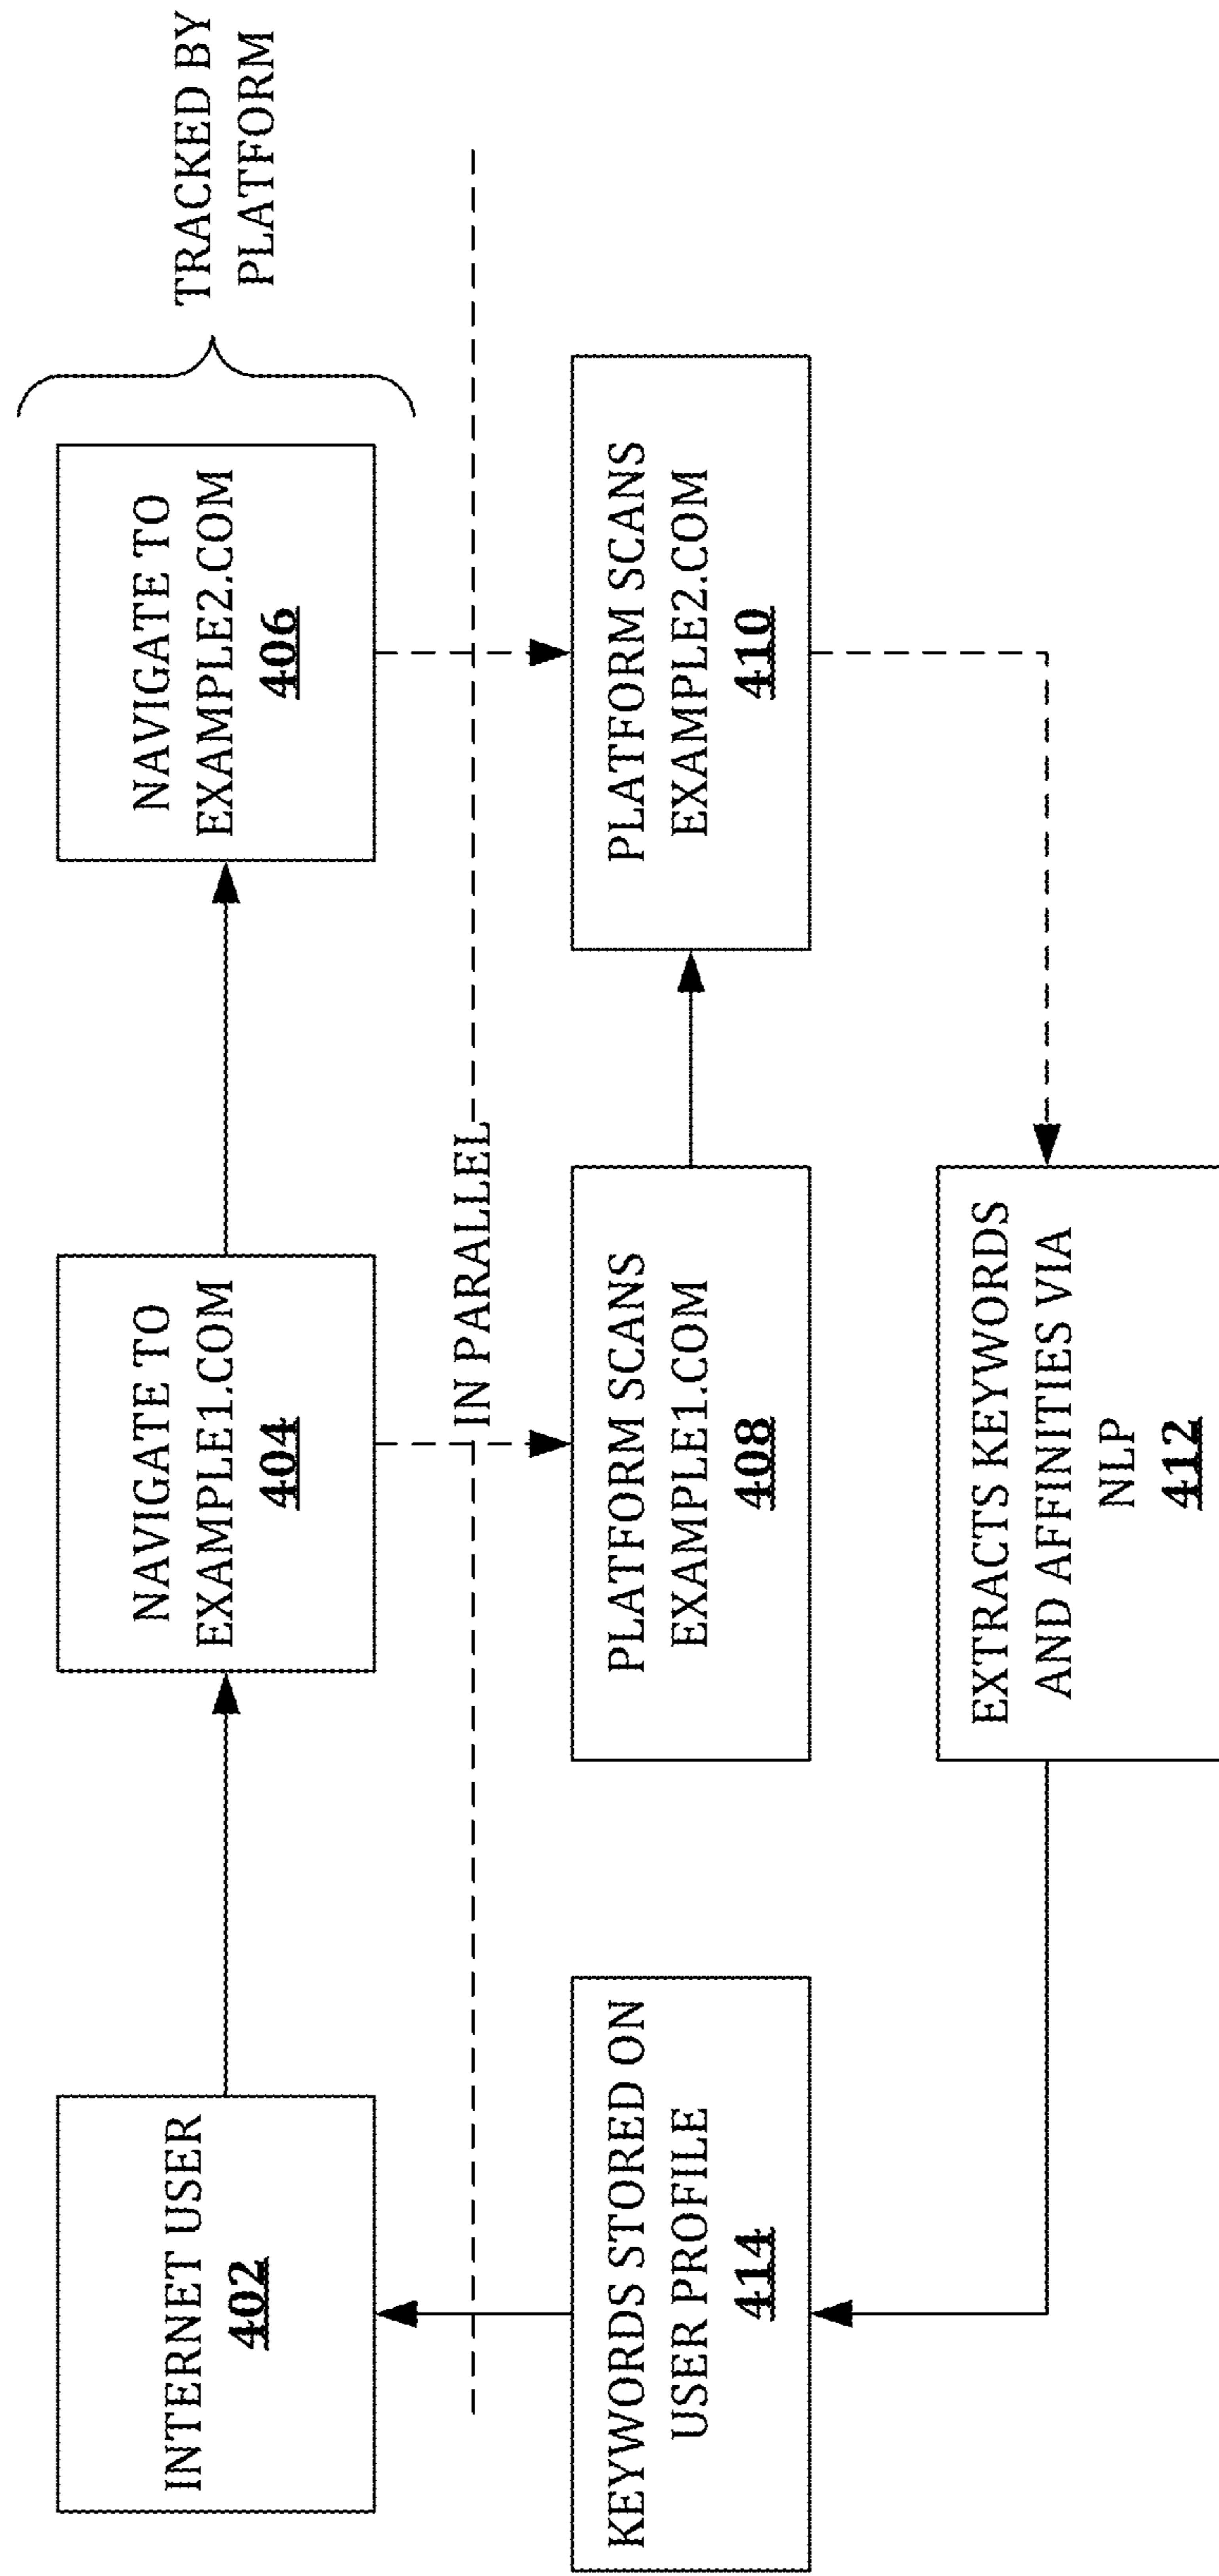 INTERNET USER
402
NAVIGATE TO
EXAMPLE1.COM
404
NAVIGATE TO
EXAMPLE2.COM
406
TRACKED BY
PLATFORM
IN PARALLEL
KEYWORDS STORED ON
USER PROFILE
414
PLATFORM SCANS
EXAMPLE1.COM
408
PLATFORM SCANS
EXAMPLE2.COM
410
EXTRACTS KEYWORDS
AND AFFINITIES VIA
NLP
412